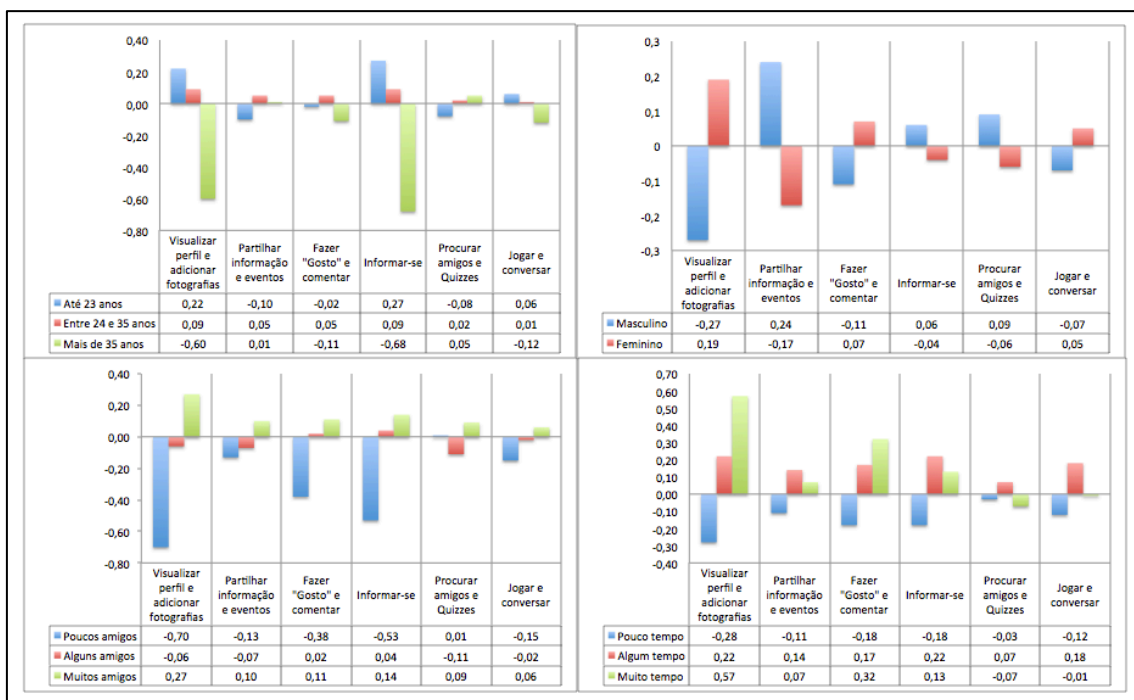 0,40
0,20
0,00
-0,20
-0,40
-0,60
-0,80
Visualizar perfil e adicionar fotografias
Partilhar informação e eventos
Fazer "Gosto" e comentar
Informar-se
Procurar amigos e Quizzes
Jogar e conversar
Até 23 anos 0,22 -0,10 -0,02 0,27 -0,08 0,06
Entre 24 e 35 anos 0,09 0,05 0,05 0,09 0,02 0,01
Mais de 35 anos -0,60 0,01 -0,11 -0,68 0,05 -0,12
0,3
0,2
0,1
0
-0,1
-0,2
-0,3
Visualizar perfil e adicionar fotografias
Partilhar informação e eventos
Fazer "Gosto" e comentar
Informar-se
Procurar amigos e Quizzes
Jogar e conversar
Masculino -0,27 0,24 -0,11 0,06 0,09 -0,07
Feminino 0,19 -0,17 0,07 -0,04 -0,06 0,05
0,40
0,20
0,00
-0,20
-0,40
-0,60
-0,80
Visualizar perfil e adicionar fotografias
Partilhar informação e eventos
Fazer "Gosto" e comentar
Informar-se
Procurar amigos e Quizzes
Jogar e conversar
Poucos amigos -0,70 -0,13 -0,38 -0,53 0,01 -0,15
Alguns amigos -0,06 -0,07 0,02 0,04 -0,11 -0,02
Muitos amigos 0,27 0,10 0,11 0,14 0,09 0,06
0,70
0,60
0,50
0,40
0,30
0,20
0,10
0,00
-0,10
-0,20
-0,30
-0,40
Visualizar perfil e adicionar fotografias
Partilhar informação e eventos
Fazer "Gosto" e comentar
Informar-se
Procurar amigos e Quizzes
Jogar e conversar
Pouco tempo -0,28 -0,11 -0,18 -0,18 -0,03 -0,12
Algum tempo 0,22 0,14 0,17 0,22 0,07 0,18
Muito tempo 0,57 0,07 0,32 0,13 -0,07 -0,01